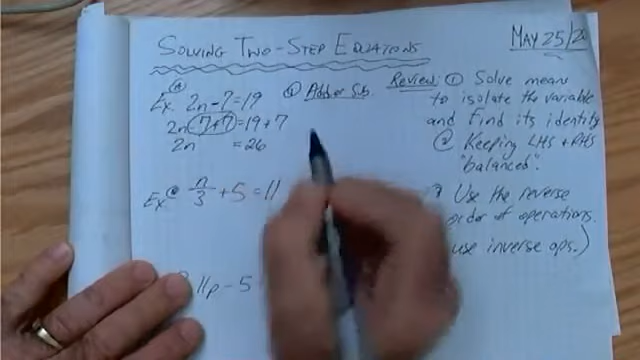 SOLVING TWO-STEP EQUATIONS
MAY 25/2
Ⓐ
Ex. 2n-7=19
2n-7+7=19+7
2n =26
① Add or Sub.
Review: ① Solve means
to isolate the variable
and find its identity
② Keeping LHS + RHS
"balanced".
Use the reverse
order of operations.
use inverse ops.)
Ex n/3 +5=11
11p-5